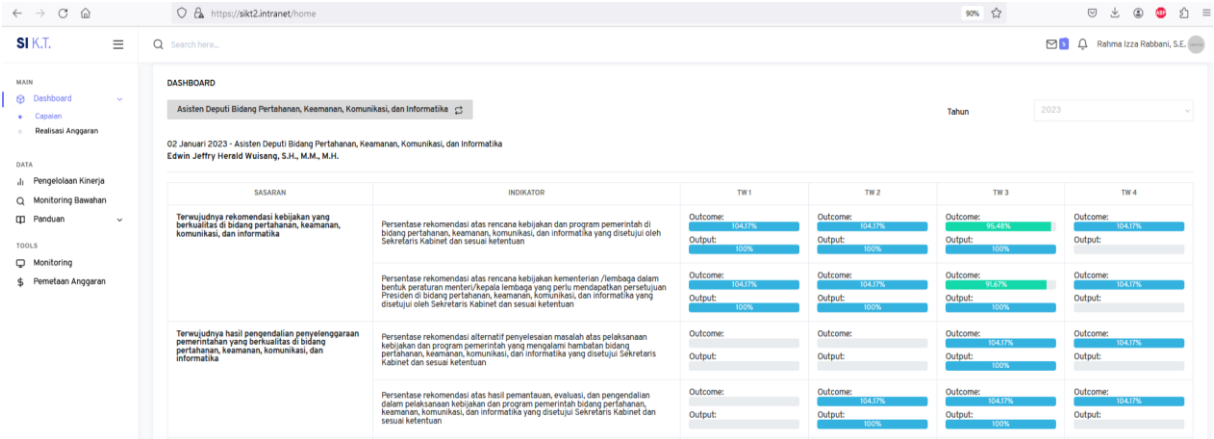 https://sikt2.intranet/home
90%
SI K.T.
Search here...
Rahma Izza Rabbani, S.E.
MAIN
Dashboard
Capaian
Realisasi Anggaran
DATA
Pengelolaan Kinerja
Monitoring Bawahan
Panduan
TOOLS
Monitoring
Pemetaan Anggaran
DASHBOARD
Asisten Deputi Bidang Pertahanan, Keamanan, Komunikasi, dan Informatika
Tahun
2023
02 Januari 2023 - Asisten Deputi Bidang Pertahanan, Keamanan, Komunikasi, dan Informatika
Edwin Jeffry Herald Wuisang, S.H., M.M., M.H.
SASARAN
INDIKATOR
TW 1
TW 2
TW 3
TW 4
Terwujudnya rekomendasi kebijakan yang
berkualitas di bidang pertahanan, keamanan,
komunikasi, dan informatika
Persentase rekomendasi atas rencana kebijakan dan program pemerintah di
bidang pertahanan, keamanan, komunikasi, dan informatika yang disetujui oleh
Sekretaris Kabinet dan sesuai ketentuan
Outcome:
104.17%
Output:
100%
Outcome:
104.17%
Output:
100%
Outcome:
95.48%
Output:
100%
Outcome:
104.17%
Output:
Persentase rekomendasi atas rencana kebijakan kementerian /lembaga dalam
bentuk peraturan menteri/kepala lembaga yang perlu mendapatkan persetujuan
Presiden di bidang pertahanan, keamanan, komunikasi, dan informatika yang
disetujui oleh Sekretaris Kabinet dan sesuai ketentuan
Outcome:
104.17%
Output:
100%
Outcome:
104.17%
Output:
100%
Outcome:
91.67%
Output:
100%
Outcome:
104.17%
Output:
Terwujudnya hasil pengendalian penyelenggaraan
pemerintahan yang berkualitas di bidang
pertahanan, keamanan, komunikasi, dan
informatika
Persentase rekomendasi alternatif penyelesaian masalah atas pelaksanaan
kebijakan dan program pemerintah yang mengalami hambatan bidang
pertahanan, keamanan, komunikasi, dan informatika yang disetujui Sekretaris
Kabinet dan sesuai ketentuan
Outcome:
Output:
Outcome:
Output:
Outcome:
104.17%
Output:
100%
Outcome:
104.17%
Output:
Persentase rekomendasi atas hasil pemantauan, evaluasi, dan pengendalian
dalam pelaksanaan kebijakan dan program pemerintah bidang pertahanan,
keamanan, komunikasi, dan informatika yang disetujui Sekretaris Kabinet dan
sesuai ketentuan
Outcome:
Output:
Outcome:
104.17%
Output:
100%
Outcome:
104.17%
Output:
100%
Outcome:
104.17%
Output: